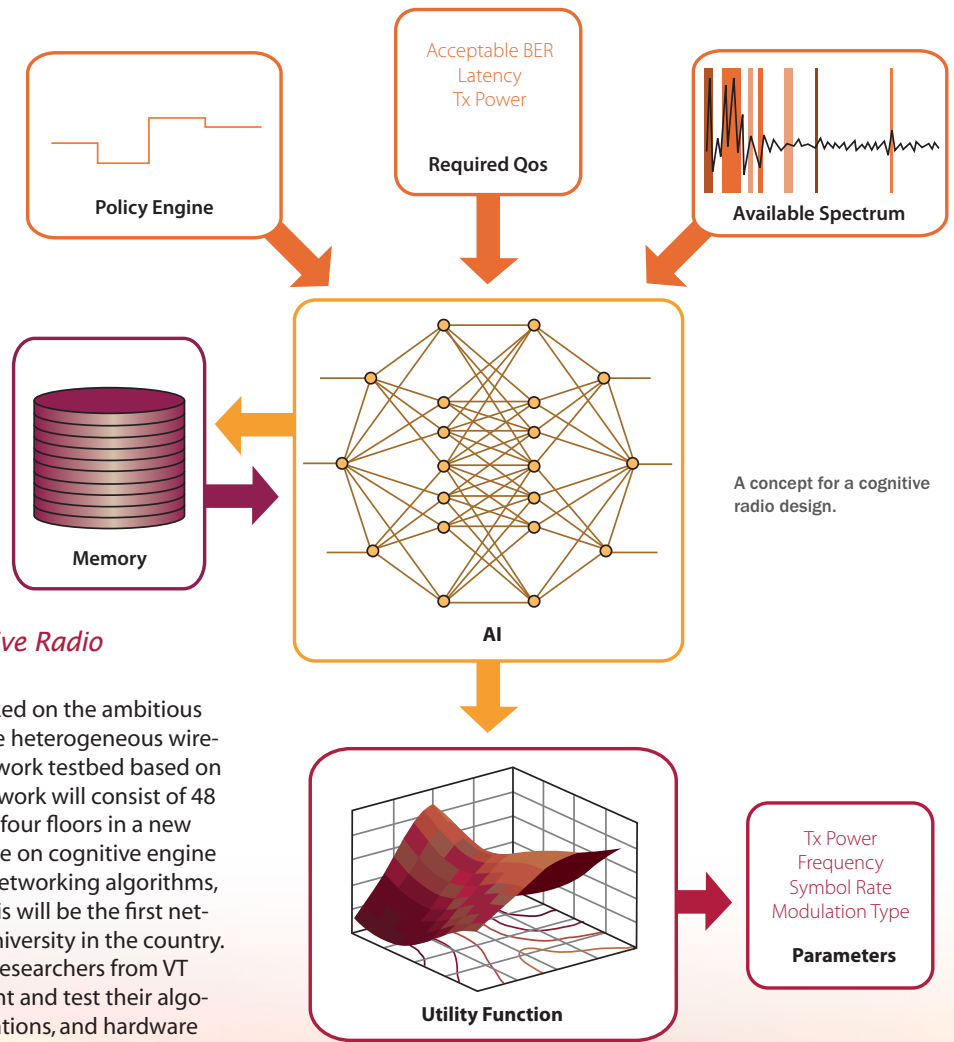 Acceptable BER
Latency
Tx Power
Required Qos
Policy Engine
Available Spectrum
Memory
AI
A concept for a cognitive
radio design.
Utility Function
Tx Power
Frequency
Symbol Rate
Modulation Type
Parameters
ive Radio
ed on the ambitious
e heterogeneous wire-
work testbed based on
work will consist of 48
four floors in a new
e on cognitive engine
etworking algorithms,
is will be the first net-
niversity in the country.
esearchers from VT
nt and test their algo-
ations, and hardware